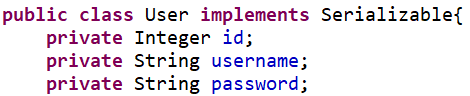 public class User implements Serializable{
    private Integer id;
    private String username;
    private String password;